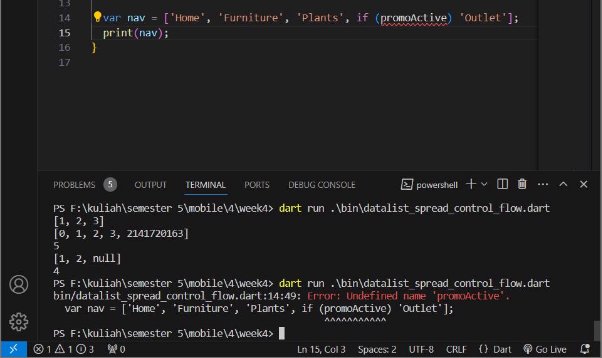 13
14 var nav = ['Home', 'Furniture', 'Plants', if (promoActive) 'Outlet'];
15 print(nav);
16 }
17
PROBLEMS 5 OUTPUT TERMINAL PORTS DEBUG CONSOLE powershell
PS F:\kuliah\semester 5\mobile\4\week4> dart run .\bin\datalist_spread_control_flow.dart
[1, 2, 3]
[0, 1, 2, 3, 2141720163]
5
[1, 2, null]
4
PS F:\kuliah\semester 5\mobile\4\week4> dart run .\bin\datalist_spread_control_flow.dart
bin/datalist_spread_control_flow.dart:14:49: Error: Undefined name 'promoActive'.
var nav = ['Home', 'Furniture', 'Plants', if (promoActive) 'Outlet'];
^^^^^^^^^^^
PS F:\kuliah\semester 5\mobile\4\week4>
1 1 3 0 Ln 15, Col 3 Spaces: 2 UTF-8 CRLF {} Dart Go Live